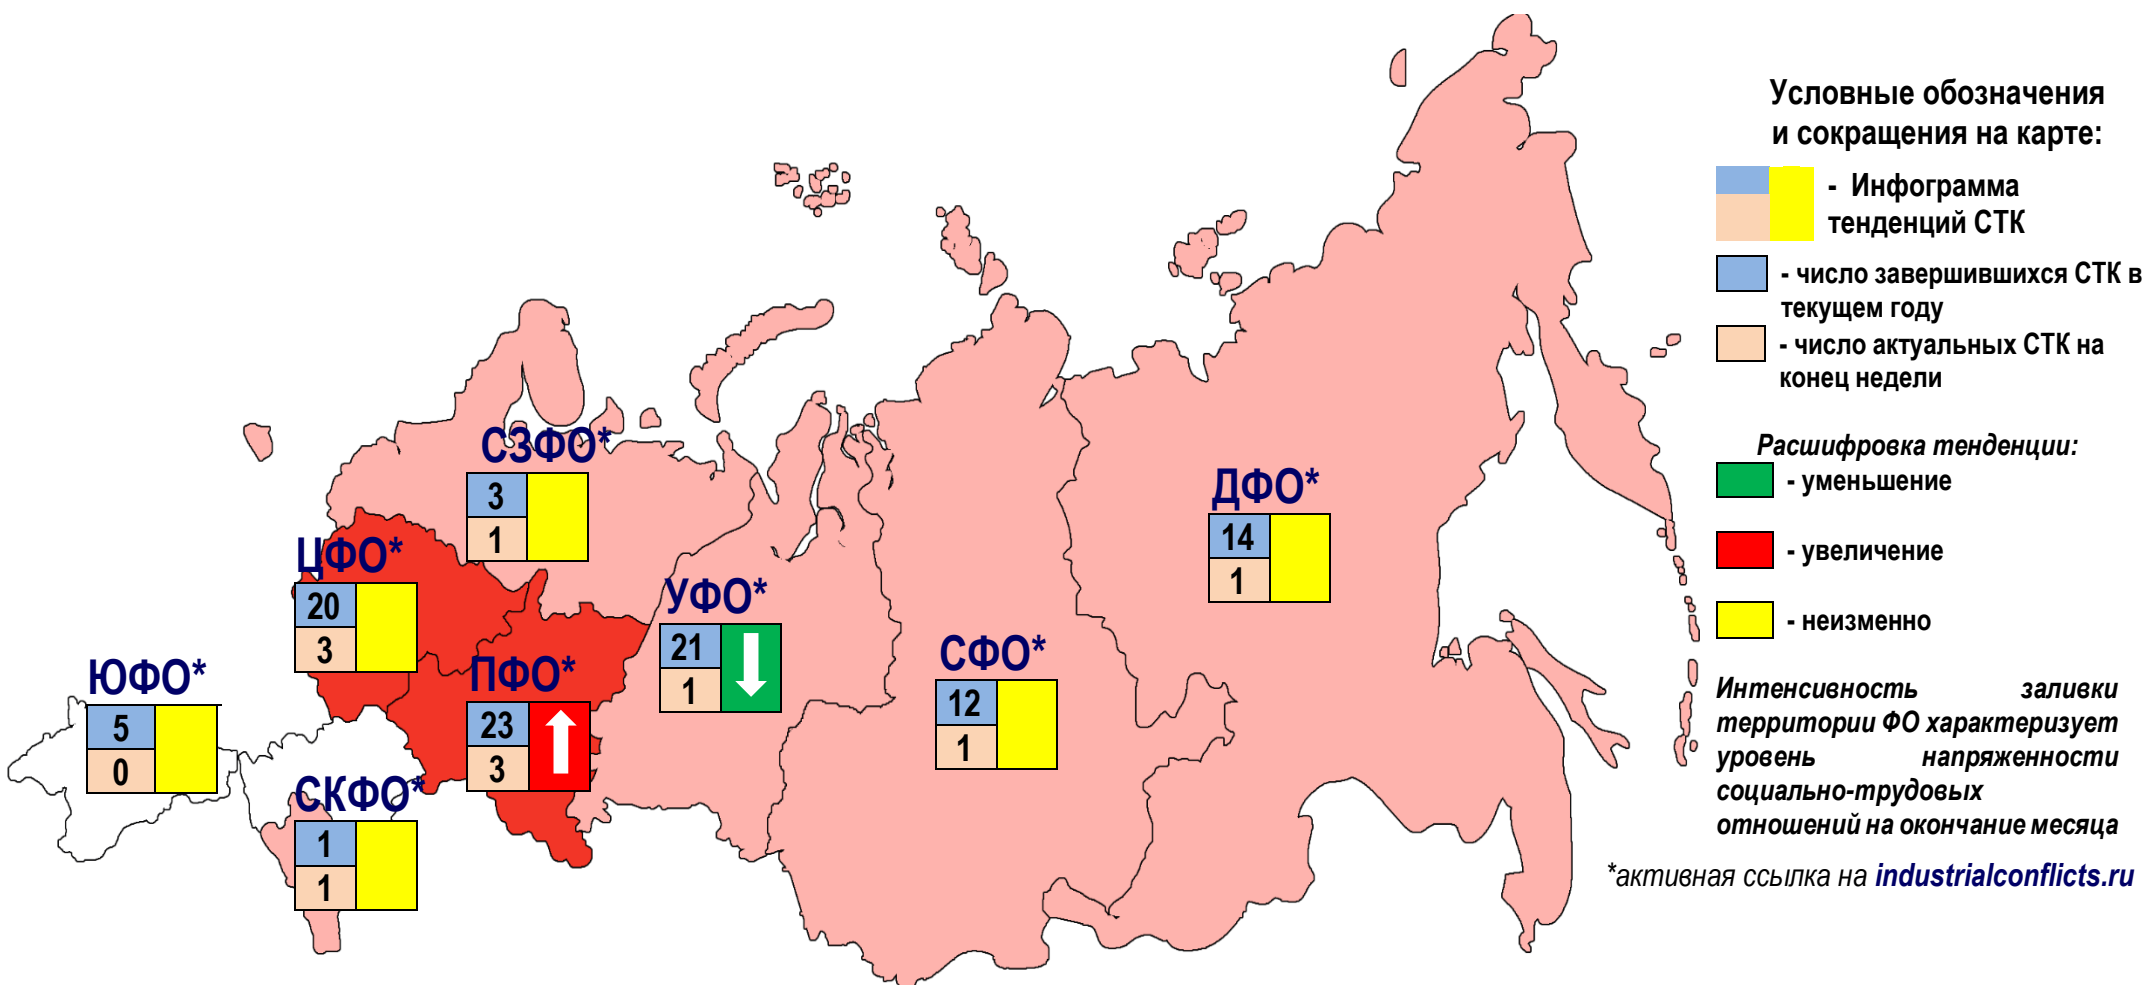 СЗФО*
3
1
ЦФО*
20
3
ЮФО*
5
0
СКФО*
1
1
ПФО*
23
3
УФО*
21
1
СФО*
12
1
ДФО*
14
1
Условные обозначения
и сокращения на карте:
- Инфограмма
тенденций СТК
- число завершившихся СТК в
текущем году
- число актуальных СТК на
конец недели
Расшифровка тенденции:
- уменьшение
- увеличение
- неизменно
Интенсивность заливки
территории ФО характеризует
уровень напряженности
социально-трудовых
отношений на окончание месяца
*активная ссылка на industrialconflicts.ru